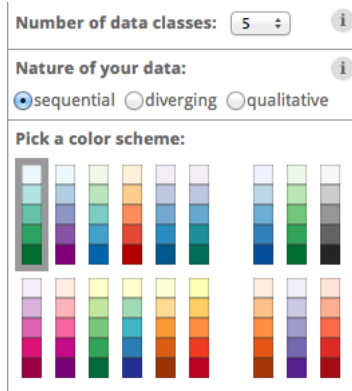 Number of data classes: 5 i
Nature of your data: i
sequential diverging qualitative
Pick a color scheme: